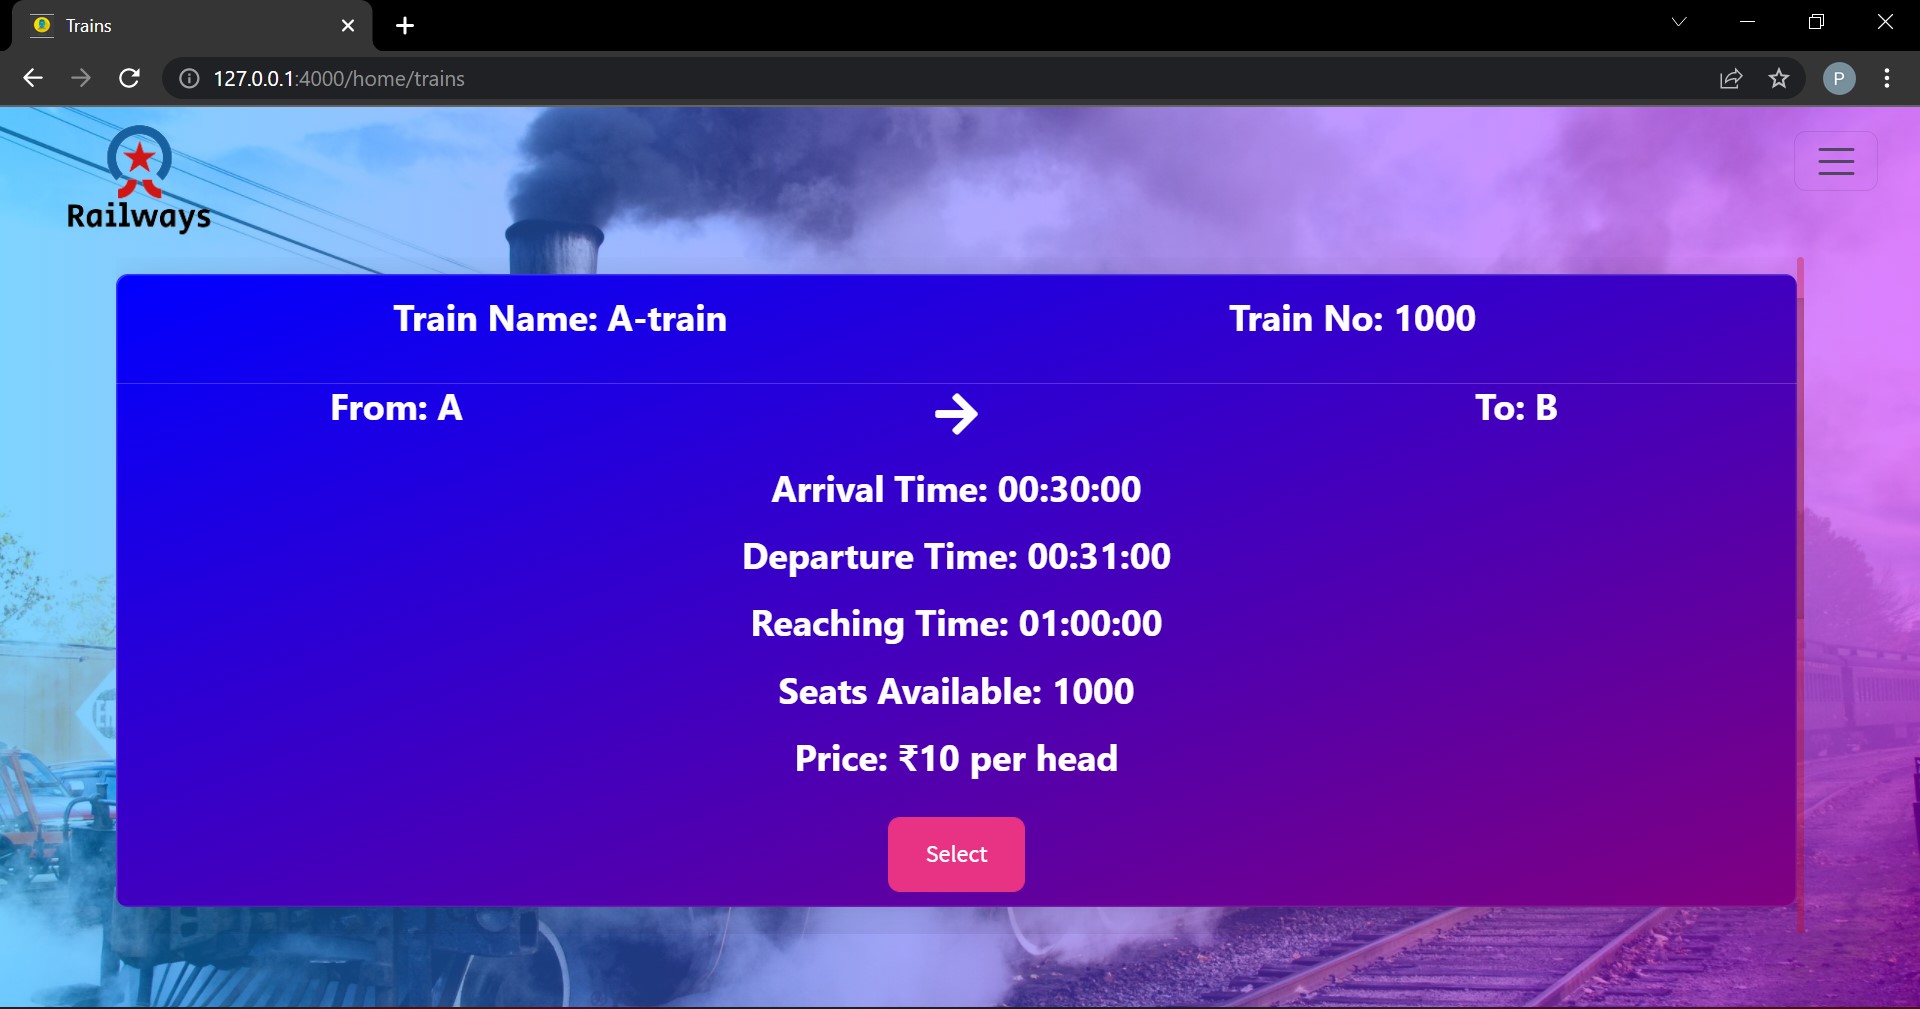 Trains
127.0.0.1:4000/home/trains
P
Railways
Train Name: A-train
Train No: 1000
From: A
To: B
Arrival Time: 00:30:00
Departure Time: 00:31:00
Reaching Time: 01:00:00
Seats Available: 1000
Price: ₹10 per head
Select